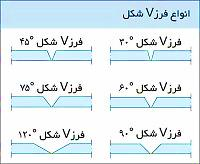 انواع فرز V شکل
فرز V شکل ۳۰°
فرز V شکل ۴۵°
فرز V شکل ۶۰°
فرز V شکل ۷۵°
فرز V شکل ۹۰°
فرز V شکل ۱۲۰°